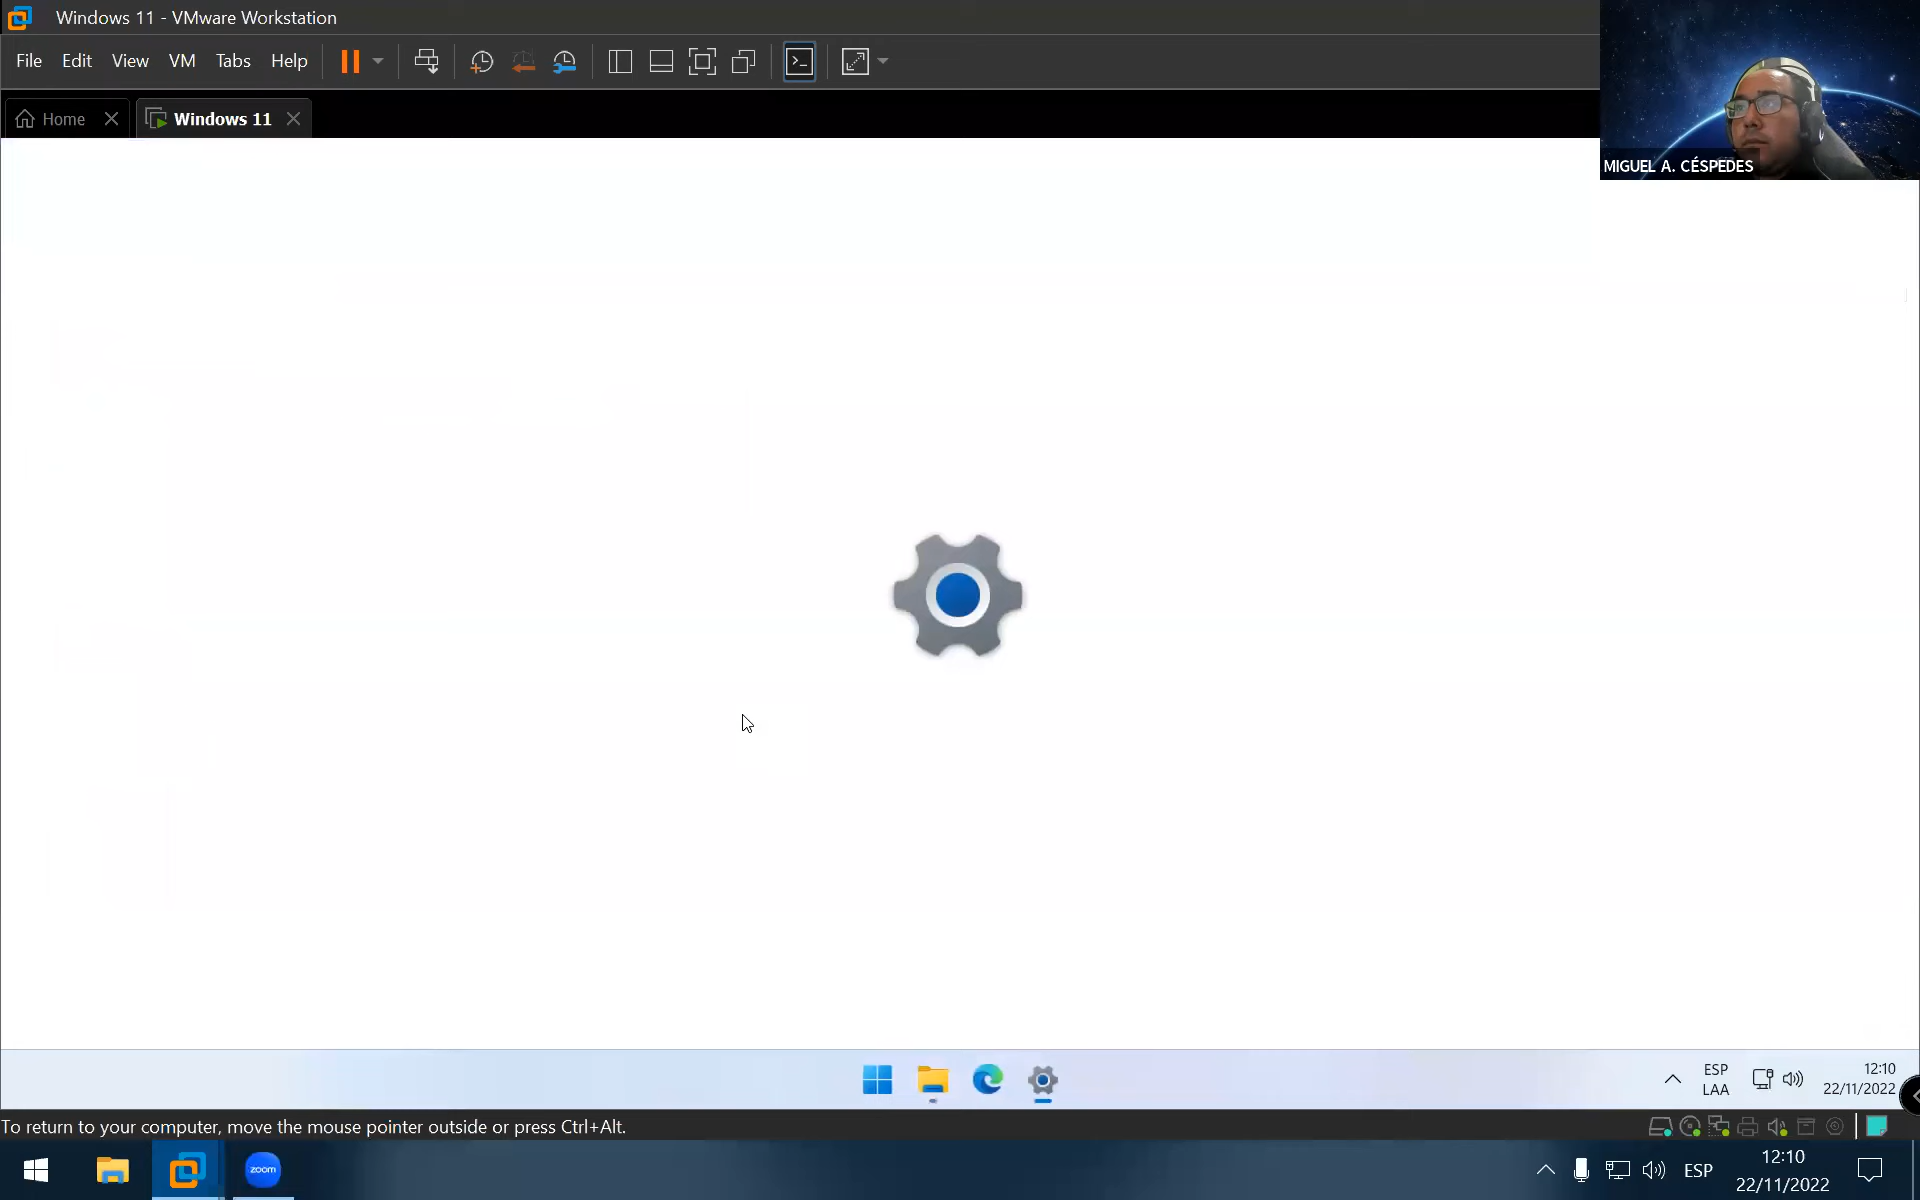 Windows 11 - VMware Workstation
File Edit View VM Tabs Help
Home Windows 11
MIGUEL A. CÉSPEDES
ESP
LAA
12:10
22/11/2022
To return to your computer, move the mouse pointer outside or press Ctrl+Alt.
zoom
ESP
12:10
22/11/2022